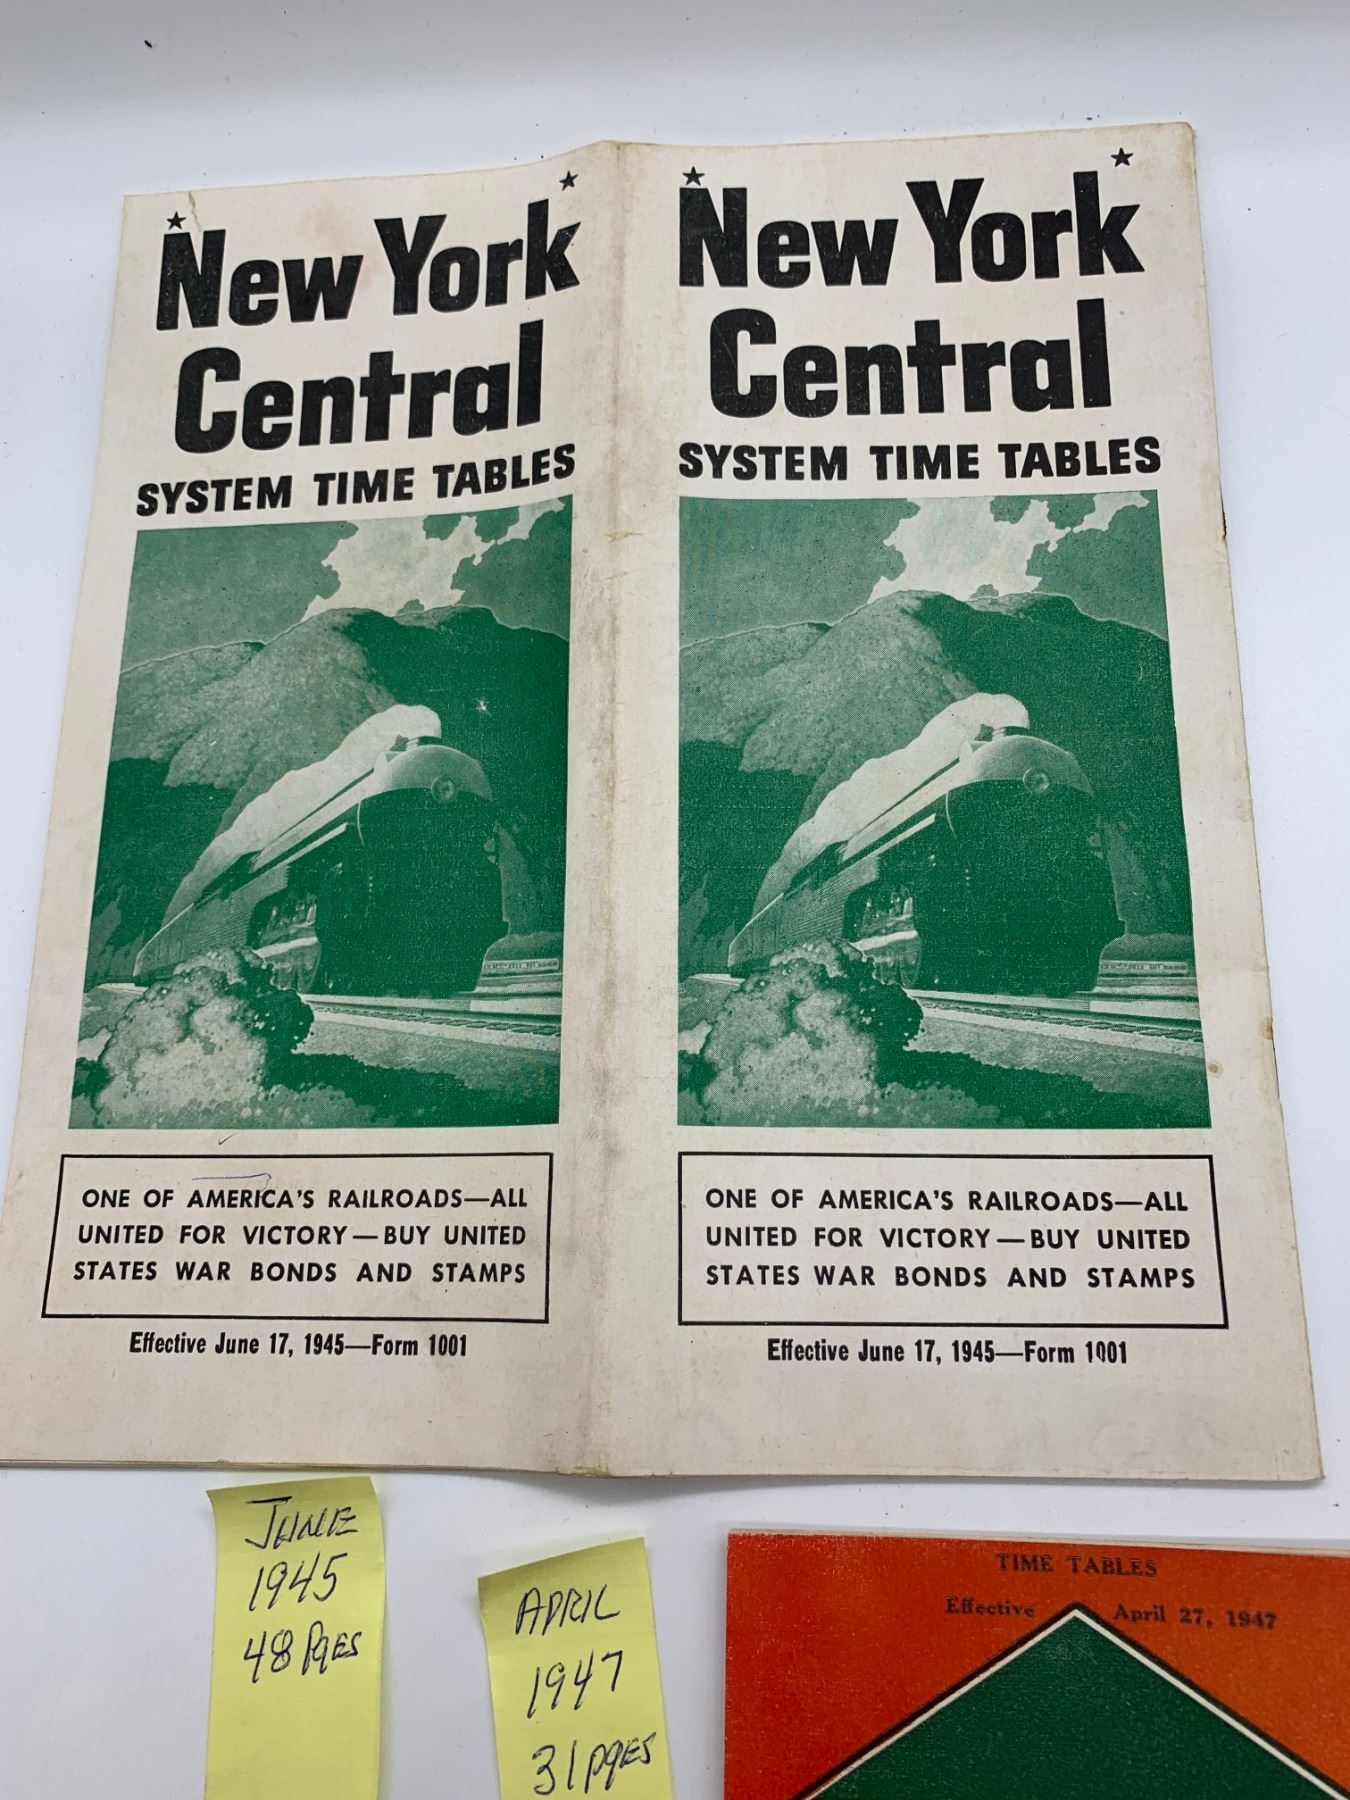 New York
Central
SYSTEM TIME TABLES
ONE OF AMERICA'S RAILROADS—ALL
UNITED FOR VICTORY—BUY UNITED
STATES WAR BONDS AND STAMPS
Effective June 17, 1945—Form 1001
New York
Central
SYSTEM TIME TABLES
ONE OF AMERICA'S RAILROADS—ALL
UNITED FOR VICTORY—BUY UNITED
STATES WAR BONDS AND STAMPS
Effective June 17, 1945—Form 1001
JUNE
1945
48 PgES
APRIL
1947
31 pgES
TIME TABLES
Effective April 27, 1947